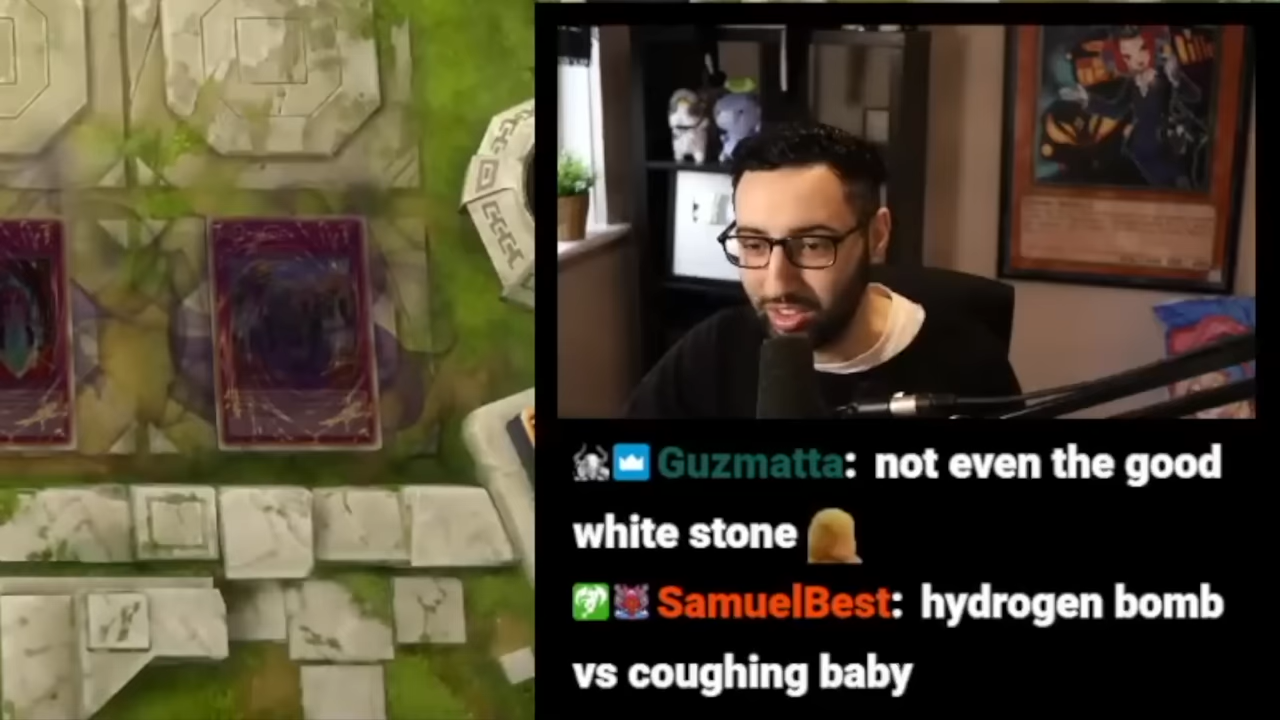 Guzmatta: not even the good
white stone
SamuelBest: hydrogen bomb
vs coughing baby